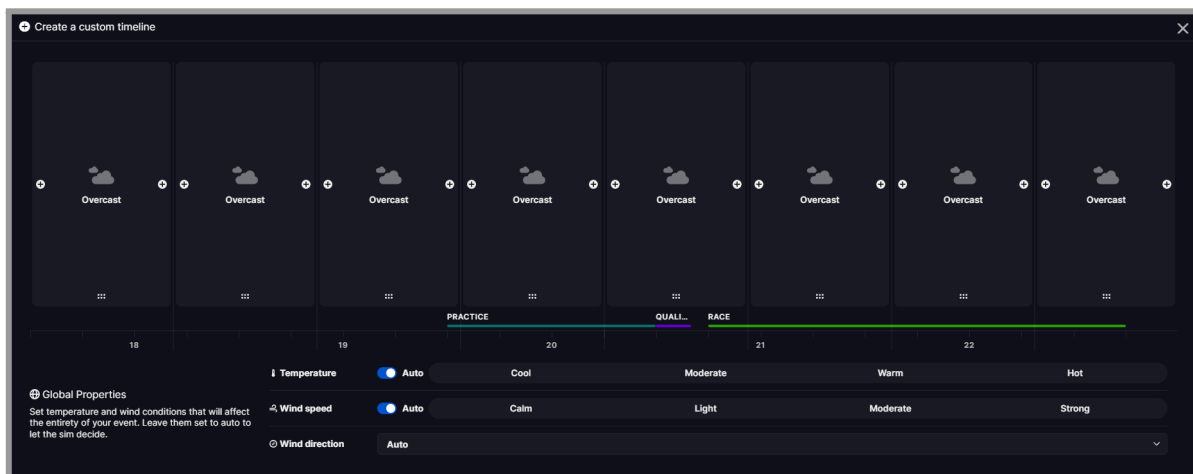 Create a custom timeline
Overcast
Overcast
Overcast
Overcast
Overcast
Overcast
Overcast
Overcast
PRACTICE
QUALI...
RACE
18
19
20
21
22
Temperature
Auto
Cool
Moderate
Warm
Hot
Global Properties
Set temperature and wind conditions that will affect
the entirety of your event. Leave them set to auto to
let the sim decide.
Wind speed
Auto
Calm
Light
Moderate
Strong
Wind direction
Auto